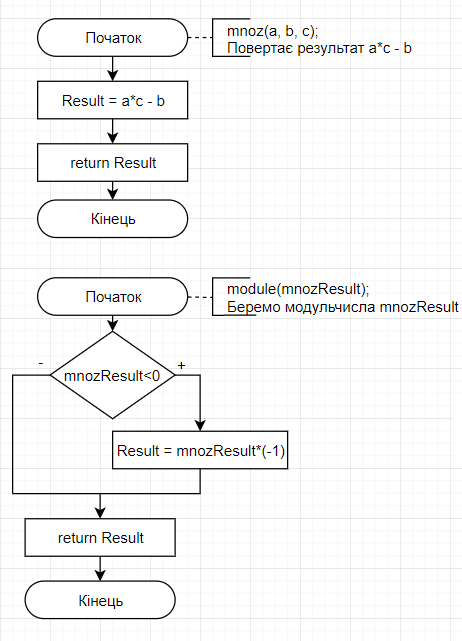 Початок
mnoz(a, b, c);
Повертає результат a*c - b
Result = a*c - b
return Result
Кінець
Початок
module(mnozResult);
Беремо модульчисла mnozResult
-
mnozResult<0
+
Result = mnozResult*(-1)
return Result
Кінець